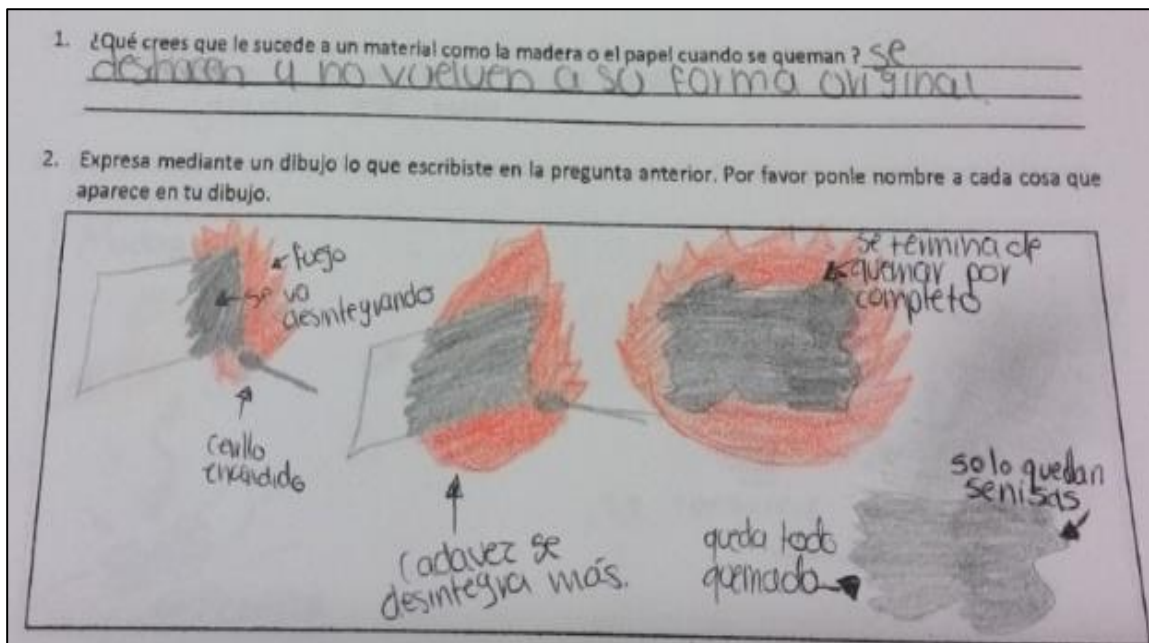 1. ¿Qué crees que le sucede a un material como la madera o el papel cuando se queman ? se
deshacen y no vuelven a su forma original.
2. Expresa mediante un dibujo lo que escribiste en la pregunta anterior. Por favor ponle nombre a cada cosa que
aparece en tu dibujo.
fuego
se va
desintegrando
cerillo
encendido
cadavez se
desintegra más.
se termina de
quemar por
completo
solo quedan
senisas
queda todo
quemado